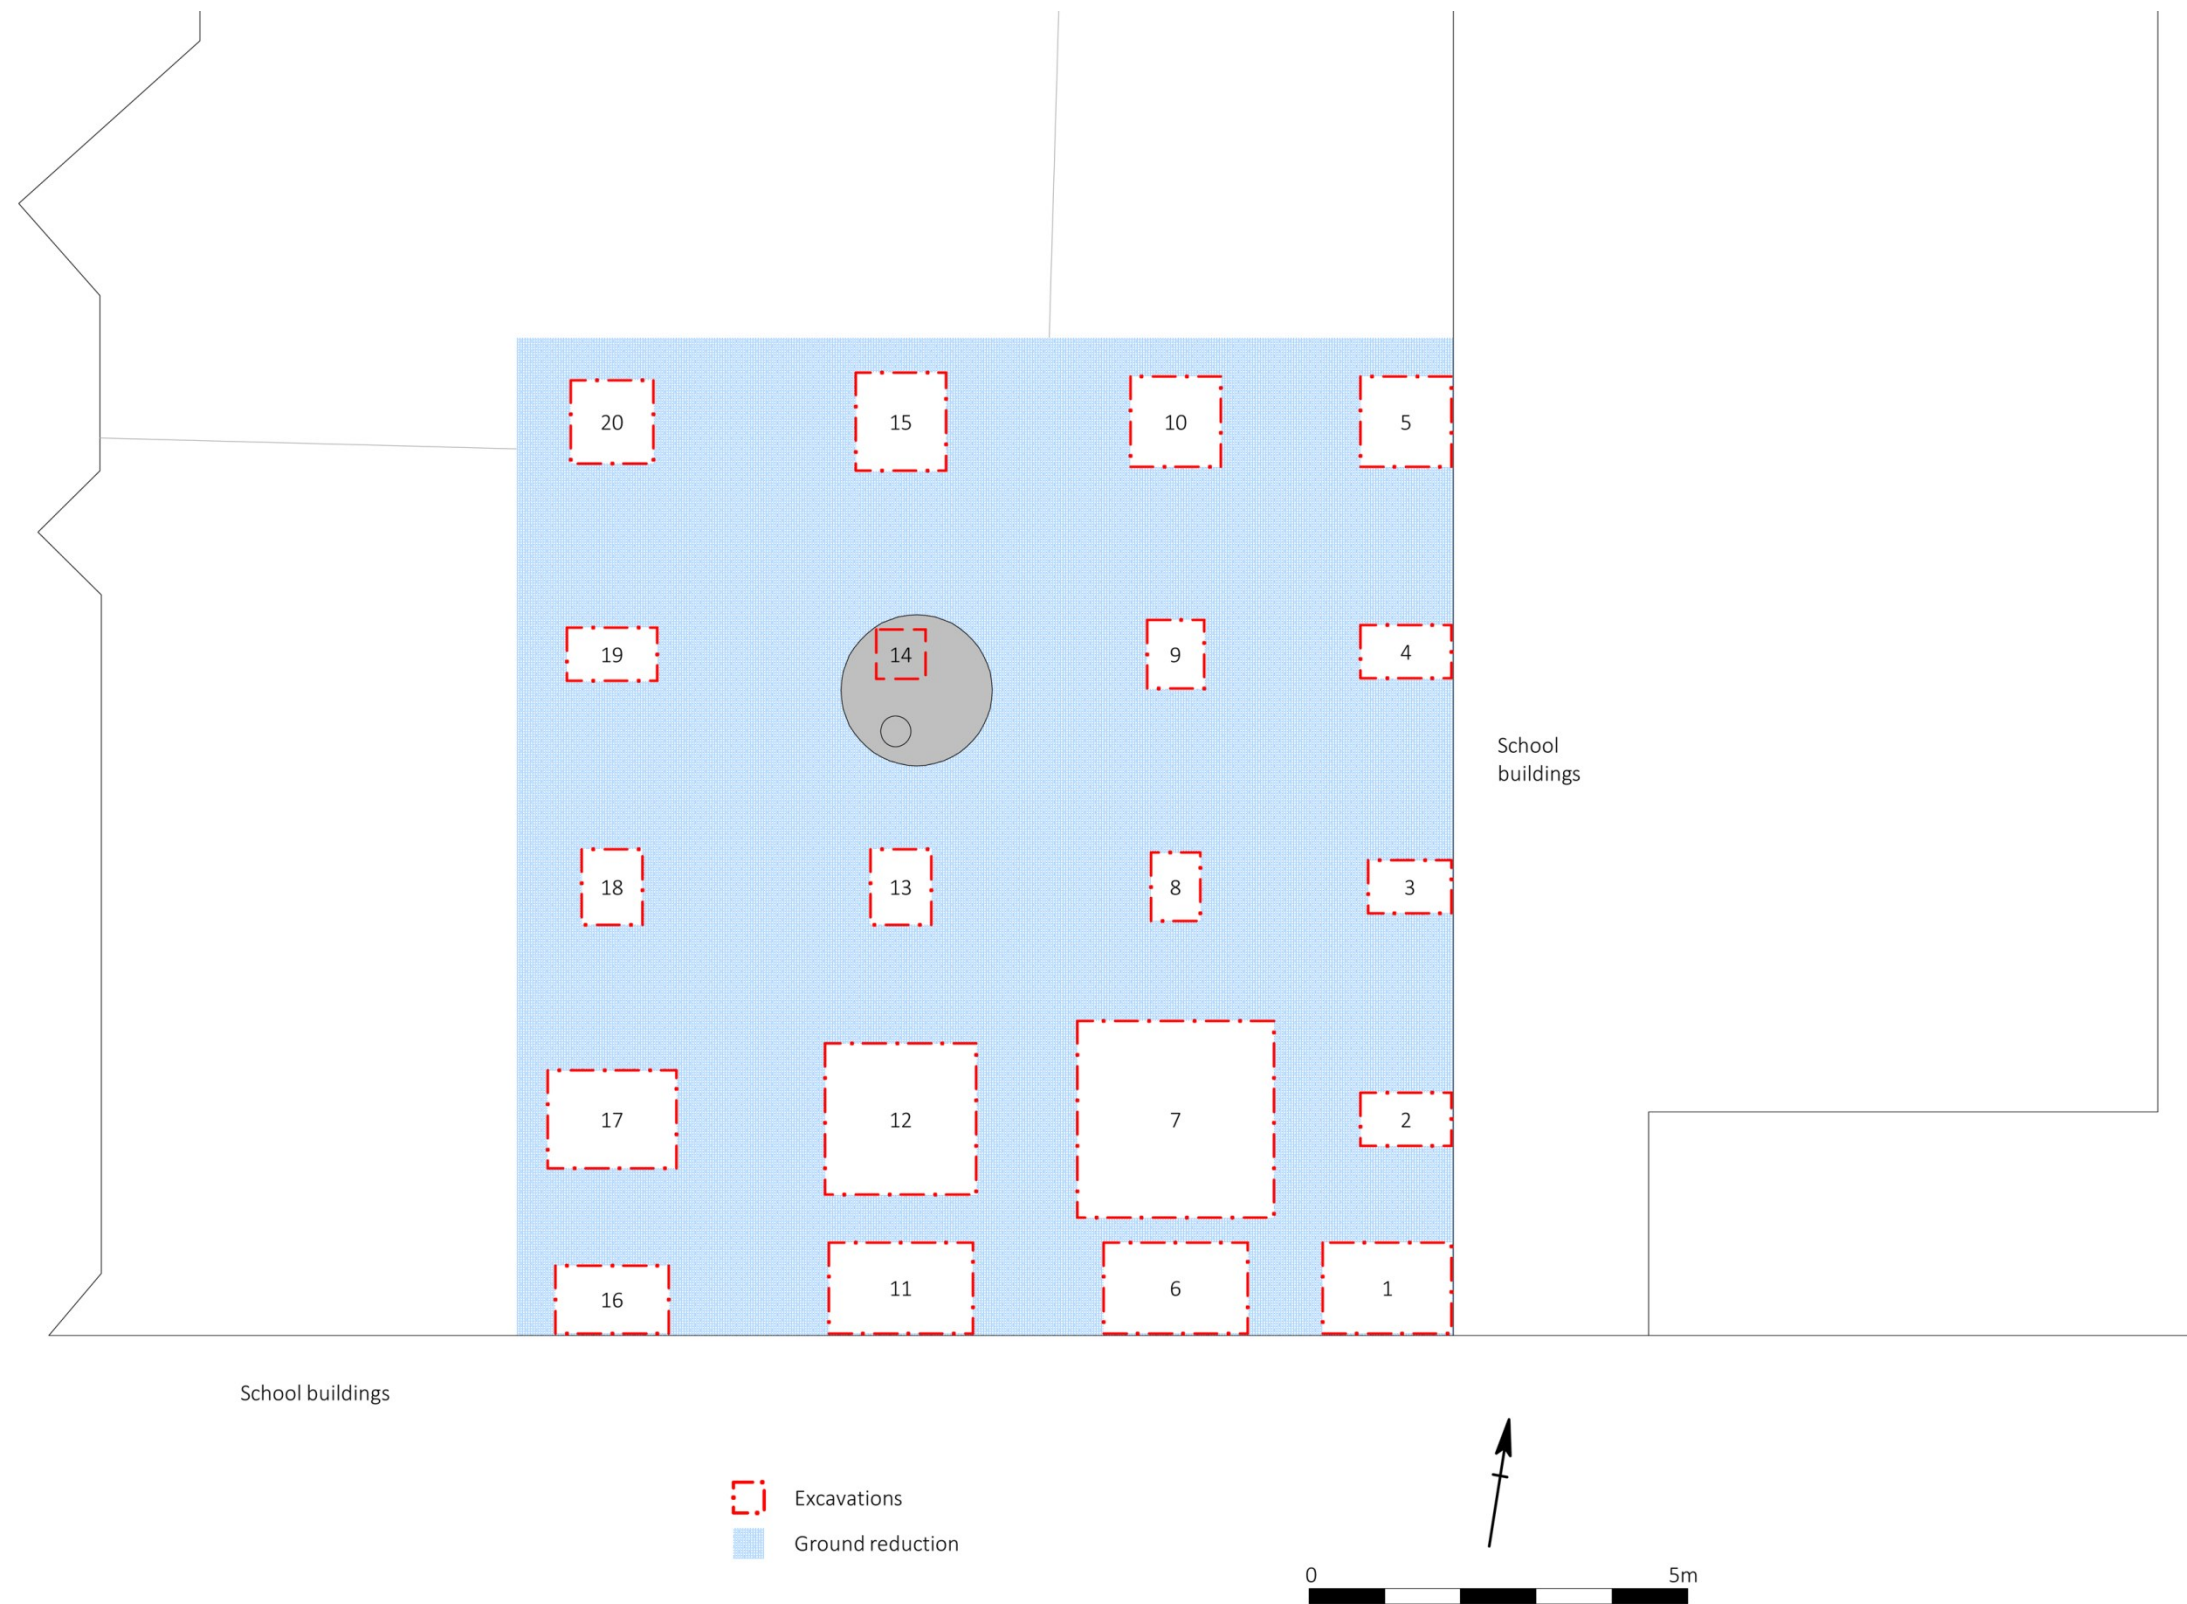 20 15 10 5
19 14 9 4
School
buildings
18 13 8 3
17 12 7 2
16 11 6 1
School buildings
Excavations
Ground reduction
0 5m